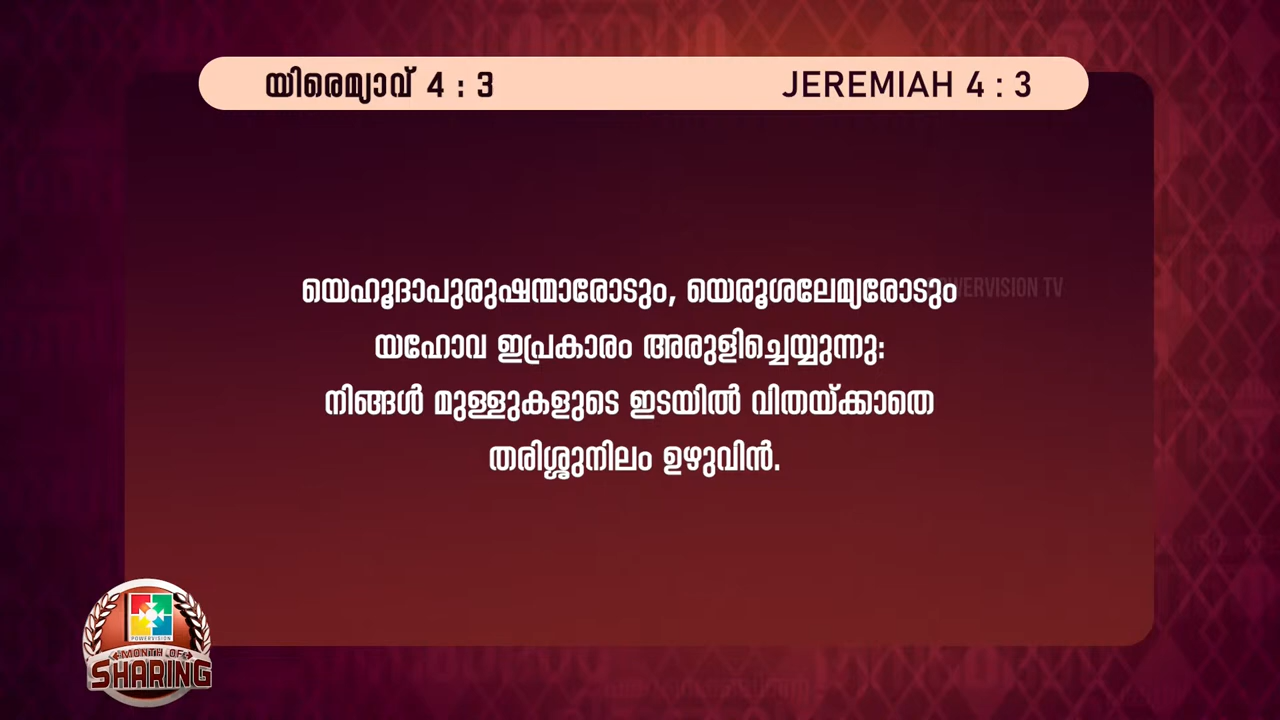 യിരെമ്യാവ് 4 : 3
JEREMIAH 4 : 3
യെഹൂദാപുരുഷന്മാരോടും, യെരൂശലേമ്യരോടും
POWERVISION TV
യഹോവ ഇപ്രകാരം അരുളിച്ചെയ്യുന്നു:
നിങ്ങൾ മുള്ളുകളുടെ ഇടയിൽ വിതയ്ക്കാതെ
തരിശ്ശുനിലം ഉഴുവിൻ.
POWERVISION
MONTH OF
SHARING